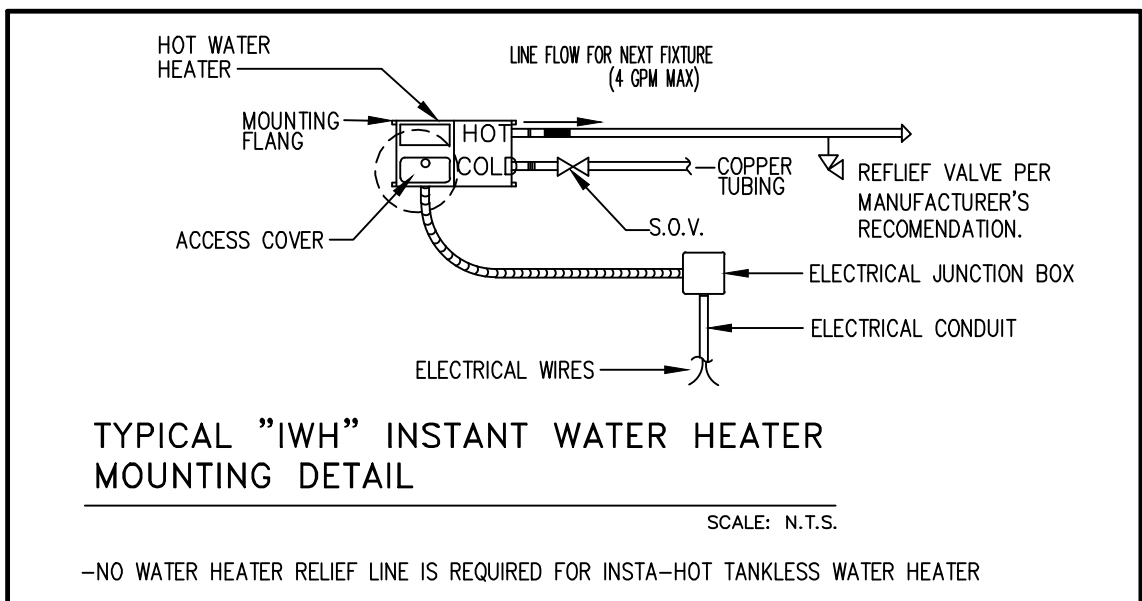 HOT WATER
HEATER
LINE FLOW FOR NEXT FIXTURE
(4 GPM MAX)
MOUNTING
FLANG
HOT
COLD
COPPER
TUBING
REFLIEF VALVE PER
MANUFACTURER'S
RECOMENDATION.
S.O.V.
ACCESS COVER
ELECTRICAL JUNCTION BOX
ELECTRICAL CONDUIT
ELECTRICAL WIRES
TYPICAL "IWH" INSTANT WATER HEATER
MOUNTING DETAIL
SCALE: N.T.S.
-NO WATER HEATER RELIEF LINE IS REQUIRED FOR INSTA-HOT TANKLESS WATER HEATER